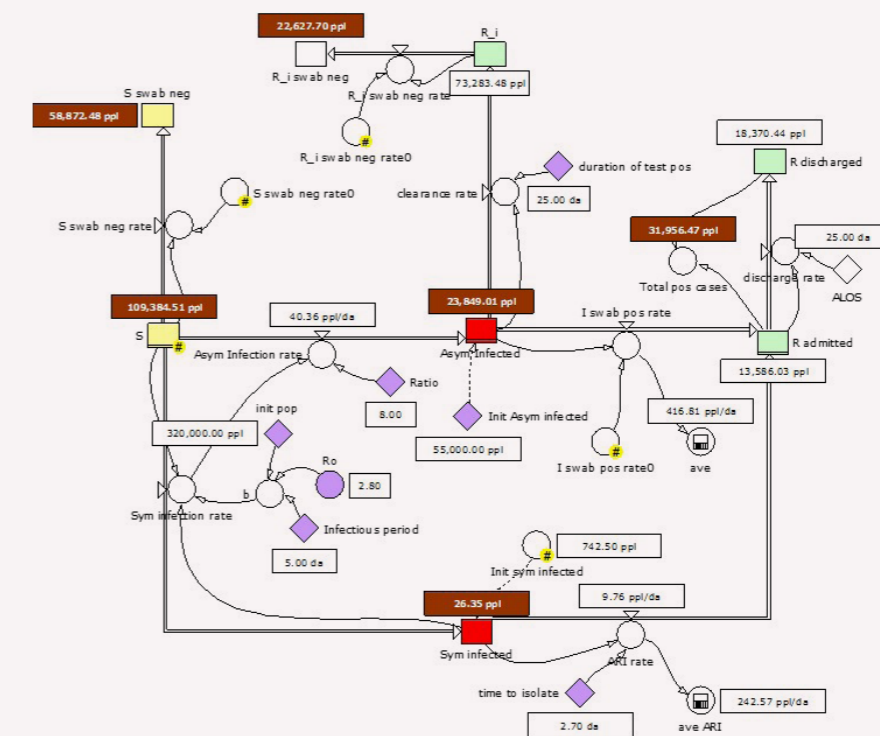 22,627.70 ppl
R_i
R_i swab neg
73,283.48 ppl
R_i swab neg rate
S swab neg
58,872.48 ppl
#
R_i swab neg rate0
18,370.44 ppl
R discharged
duration of test pos
clearance rate
25.00 da
S swab neg rate0
#
S swab neg rate
31,956.47 ppl
25.00 da
discharge rate
Total pos cases
ALOS
109,384.51 ppl
23,849.01 ppl
40.36 ppl/da
I swab pos rate
S
#
Asym Infection rate
Asym Infected
R admitted
13,586.03 ppl
Ratio
8.00
init pop
Init Asym infected
416.81 ppl/da
320,000.00 ppl
55,000.00 ppl
#
I swab pos rate0
ave
Ro
2.80
b
Sym infection rate
Infectious period
5.00 da
742.50 ppl
#
Init sym infected
26.35 ppl
9.76 ppl/da
Sym infected
ARI rate
time to isolate
242.57 ppl/da
2.70 da
ave ARI